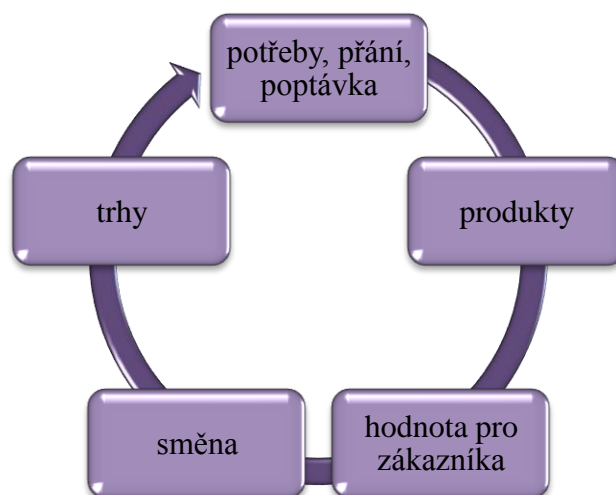 potřeby, přání,
poptávka
produkty
hodnota pro
zákazníka
směna
trhy